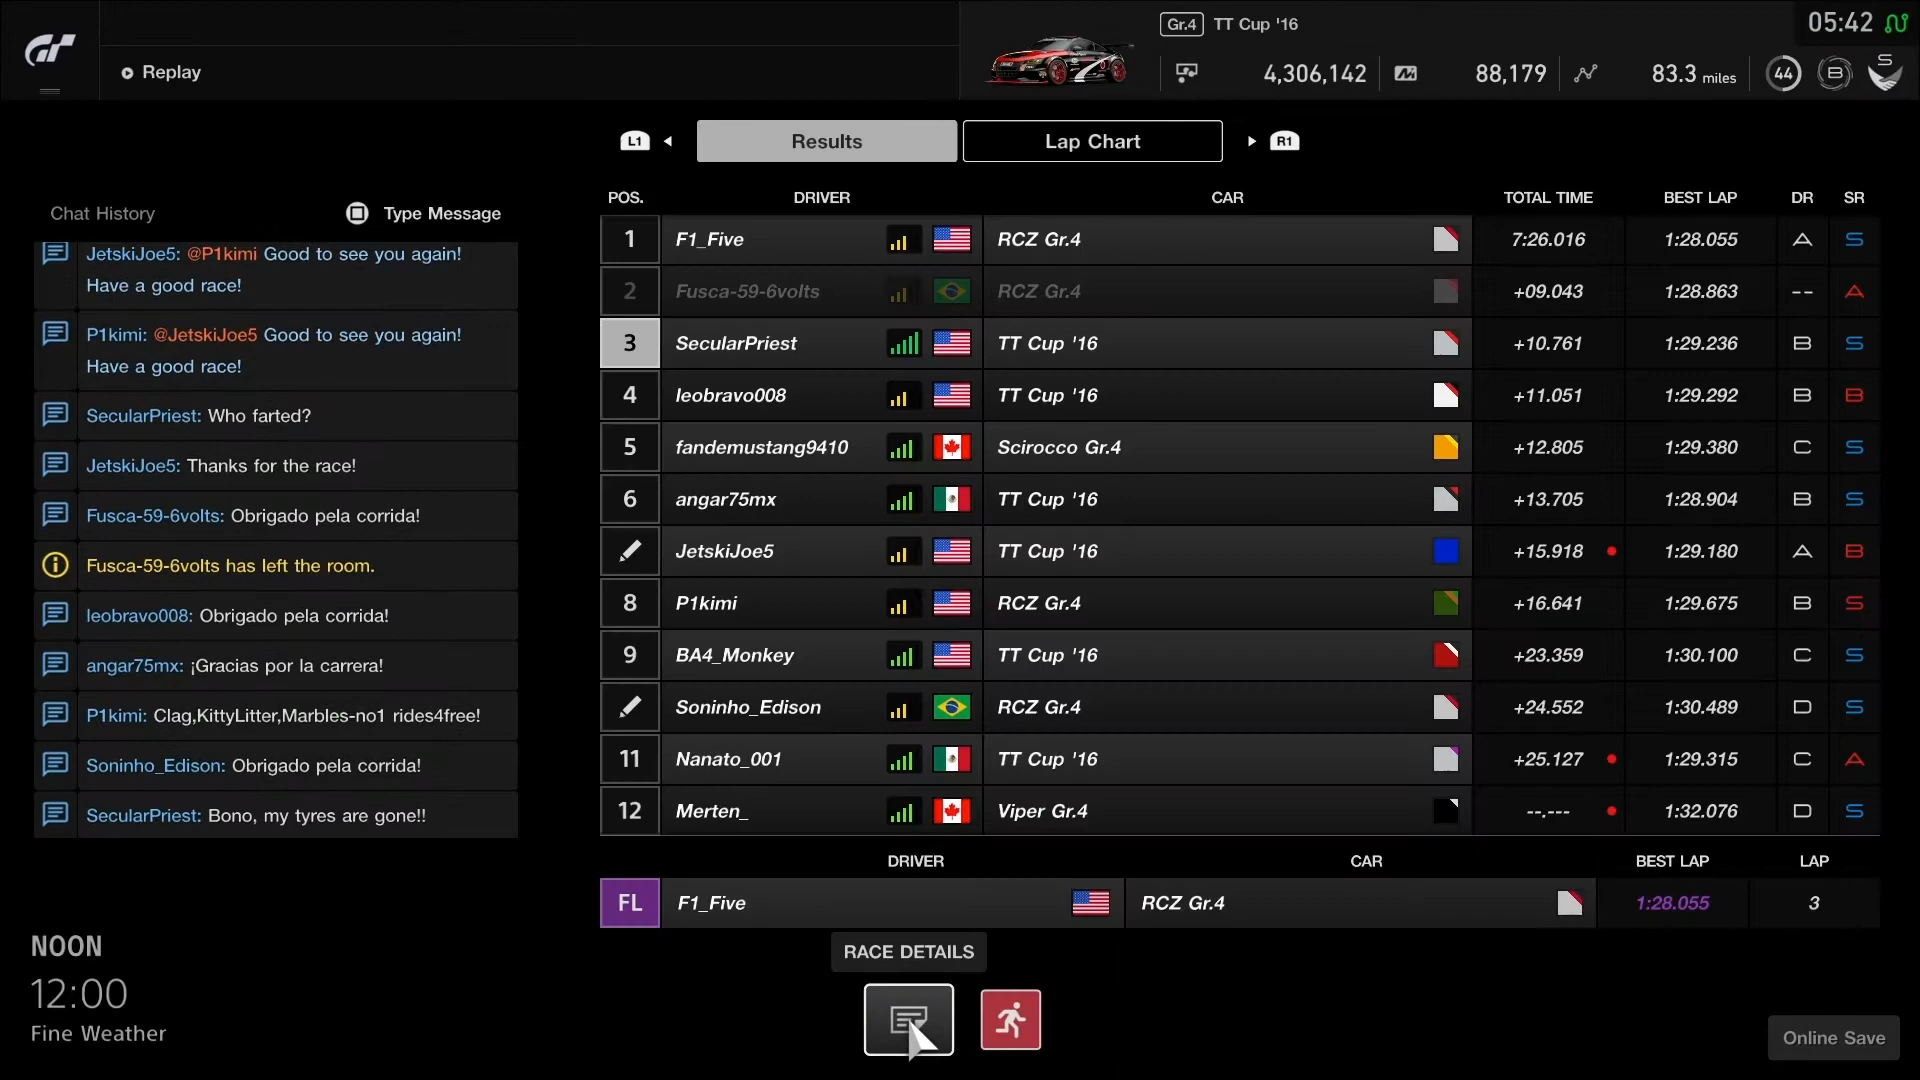 Gr.4 TT Cup '16
05:42
Replay
4,306,142
88,179
83.3 miles
44
B
S
L1
Results
Lap Chart
R1
Chat History
Type Message
JetskiJoe5: @P1kimi Good to see you again!
Have a good race!
P1kimi: @JetskiJoe5 Good to see you again!
Have a good race!
SecularPriest: Who farted?
JetskiJoe5: Thanks for the race!
Fusca-59-6volts: Obrigado pela corrida!
Fusca-59-6volts has left the room.
leobravo008: Obrigado pela corrida!
angar75mx: ¡Gracias por la carrera!
P1kimi: Clag,KittyLitter,Marbles-no1 rides4free!
Soninho_Edison: Obrigado pela corrida!
SecularPriest: Bono, my tyres are gone!!
POS. DRIVER CAR TOTAL TIME BEST LAP DR SR
1 F1_Five RCZ Gr.4 7:26.016 1:28.055 A S
2 Fusca-59-6volts RCZ Gr.4 +09.043 1:28.863 -- A
3 SecularPriest TT Cup '16 +10.761 1:29.236 B S
4 leobravo008 TT Cup '16 +11.051 1:29.292 B B
5 fandemustang9410 Scirocco Gr.4 +12.805 1:29.380 C S
6 angar75mx TT Cup '16 +13.705 1:28.904 B S
JetskiJoe5 TT Cup '16 +15.918 1:29.180 A B
8 P1kimi RCZ Gr.4 +16.641 1:29.675 B S
9 BA4_Monkey TT Cup '16 +23.359 1:30.100 C S
Soninho_Edison RCZ Gr.4 +24.552 1:30.489 D S
11 Nanato_001 TT Cup '16 +25.127 1:29.315 C A
12 Merten_ Viper Gr.4 --.--- 1:32.076 D S
DRIVER CAR BEST LAP LAP
FL F1_Five RCZ Gr.4 1:28.055 3
RACE DETAILS
NOON
12:00
Fine Weather
Online Save